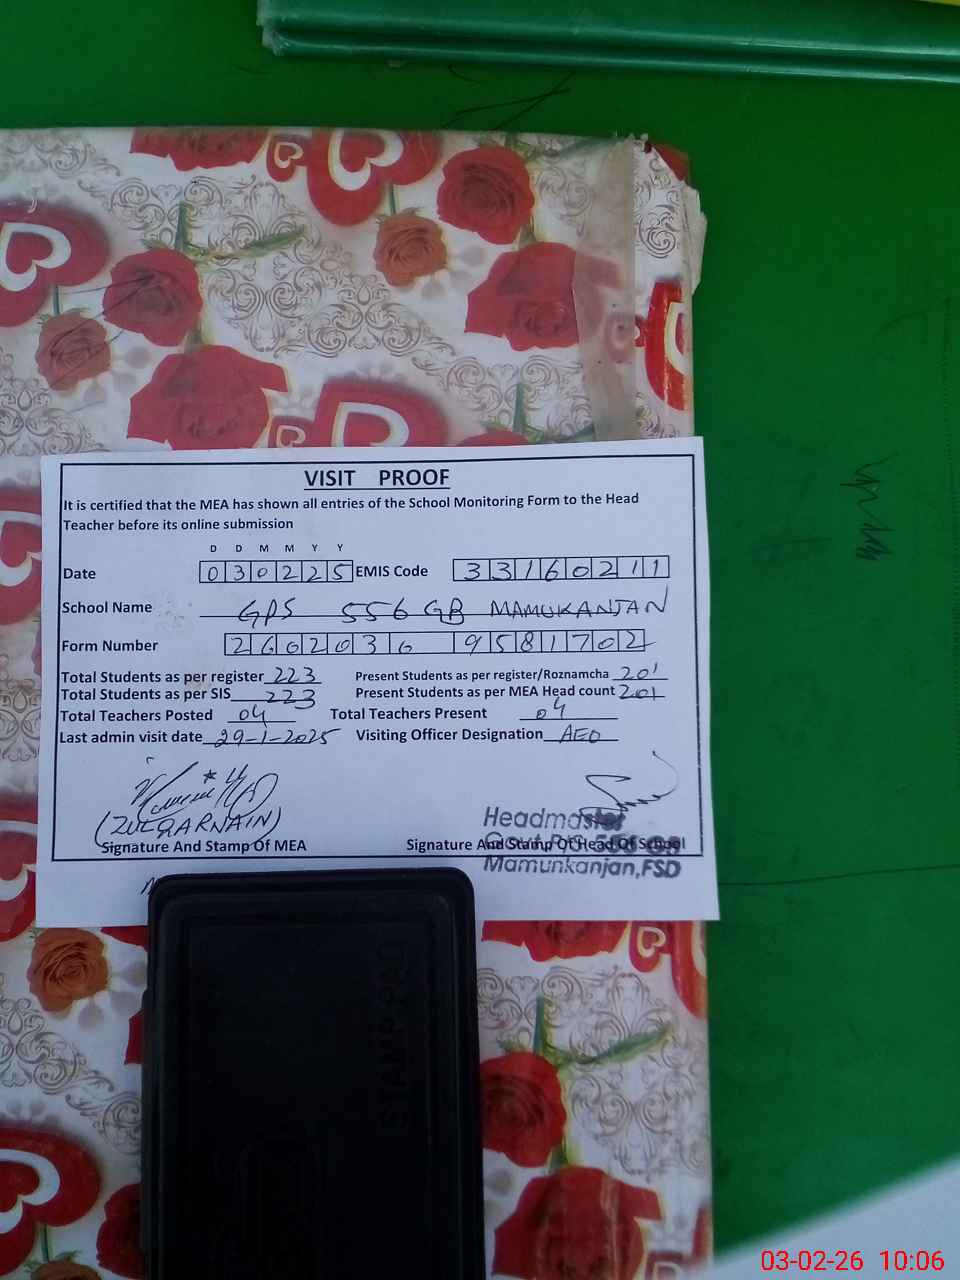 VISIT PROOF
It is certified that the MEA has shown all entries of the School Monitoring Form to the Head
Teacher before its online submission
D D M M Y Y
Date 030225 EMIS Code 33160211
School Name GPS 556 GB MAMUKANJAN
Form Number 2602036 9581702
Total Students as per register 223 Present Students as per register/Roznamcha 201
Total Students as per SIS 223 Present Students as per MEA Head count 201
Total Teachers Posted 04 Total Teachers Present 04
Last admin visit date 29-1-2025 Visiting Officer Designation AEO
(ZULQARNAIN)
Headmaster
Signature And Stamp Of MEA Signature And Stamp Of Head Of School
Mamunkanjan,FSD
STAMP PAD
03-02-26 10:06